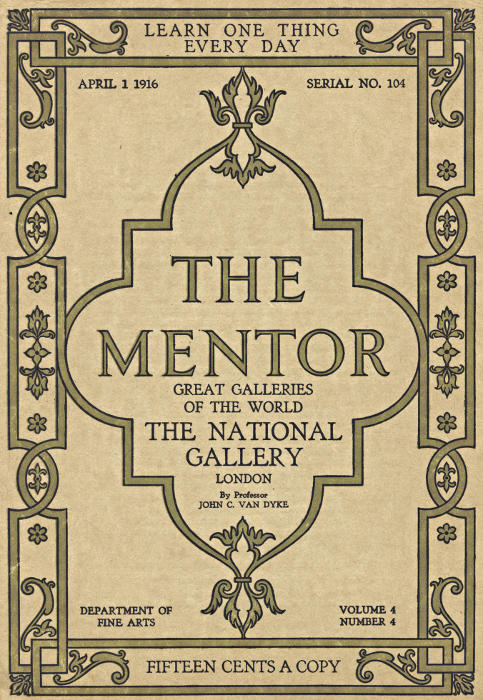 LEARN ONE THING
EVERY DAY
APRIL 1 1916
SERIAL NO. 104
THE
MENTOR
GREAT GALLERIES
OF THE WORLD
THE NATIONAL
GALLERY
LONDON
By Professor
JOHN C. VAN DYKE
DEPARTMENT OF
FINE ARTS
VOLUME 4
NUMBER 4
FIFTEEN CENTS A COPY